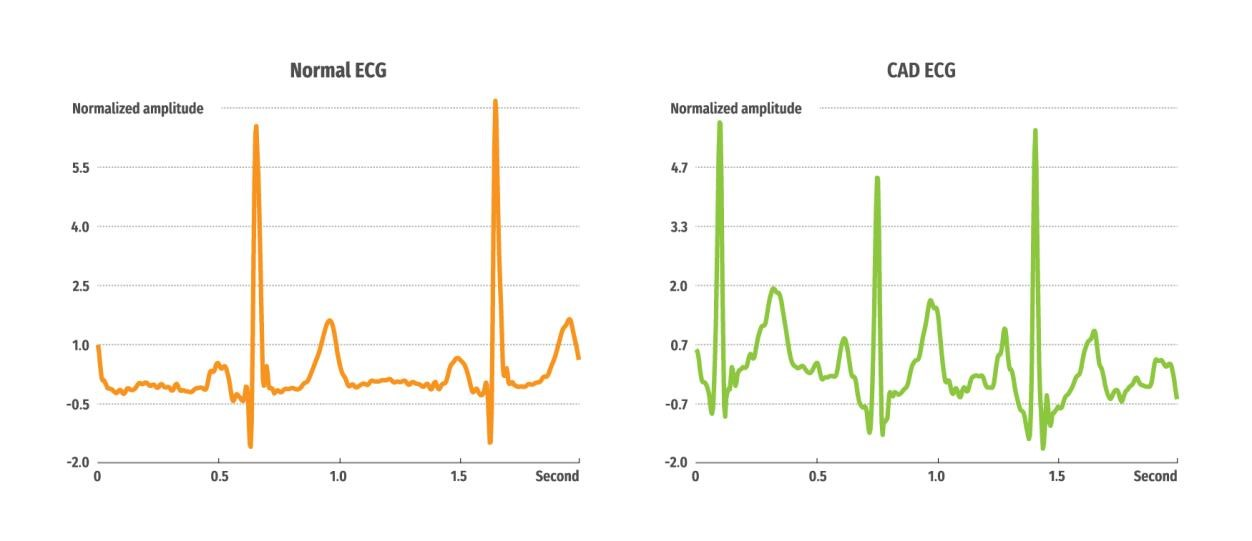 Normal ECG
Normalized amplitude
5.5
4.0
2.5
1.0
-0.5
-2.0
0 0.5 1.0 1.5 Second
CAD ECG
Normalized amplitude
4.7
3.3
2.0
0.7
-0.7
-2.0
0 0.5 1.0 1.5 Second